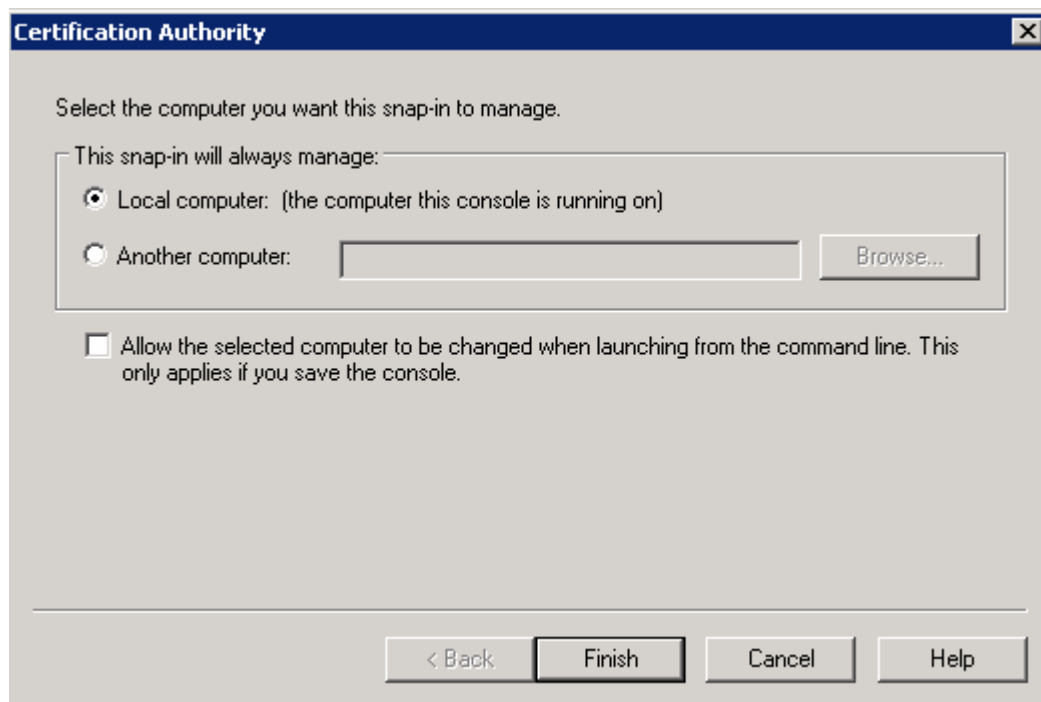 Certification Authority
Select the computer you want this snap-in to manage.
This snap-in will always manage:
Local computer: (the computer this console is running on)
Another computer:
Browse...
Allow the selected computer to be changed when launching from the command line. This
only applies if you save the console.
< Back
Finish
Cancel
Help